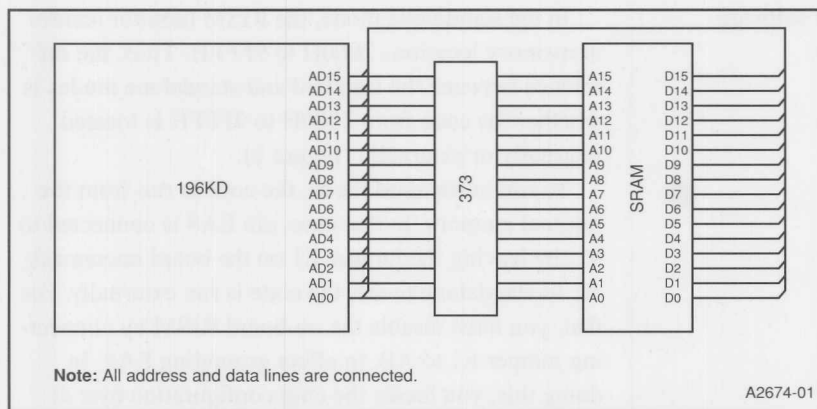 AD15 A15 D15
AD14 A14 D14
AD13 A13 D13
AD12 A12 D12
AD11 A11 D11
AD10 A10 D10
AD9 A9 D9
AD8 A8 D8
196KD AD7 373 A7 SRAM D7
AD6 A6 D6
AD5 A5 D5
AD4 A4 D4
AD3 A3 D3
AD2 A2 D2
AD1 A1 D1
AD0 A0 D0
Note: All address and data lines are connected.
A2674-01